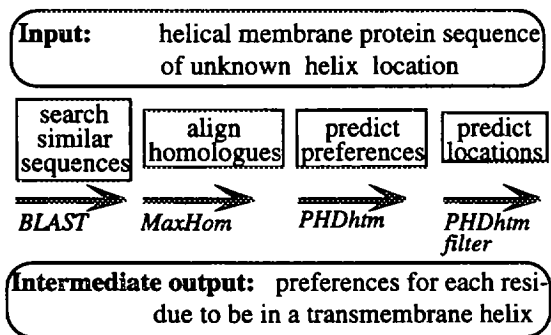 Input: helical membrane protein sequence
of unknown helix location
search
similar
sequences
align
homologues
predict
preferences
predict
locations
BLAST
MaxHom
PHDhtm
PHDhtm
filter
Intermediate output: preferences for each resi-
due to be in a transmembrane helix